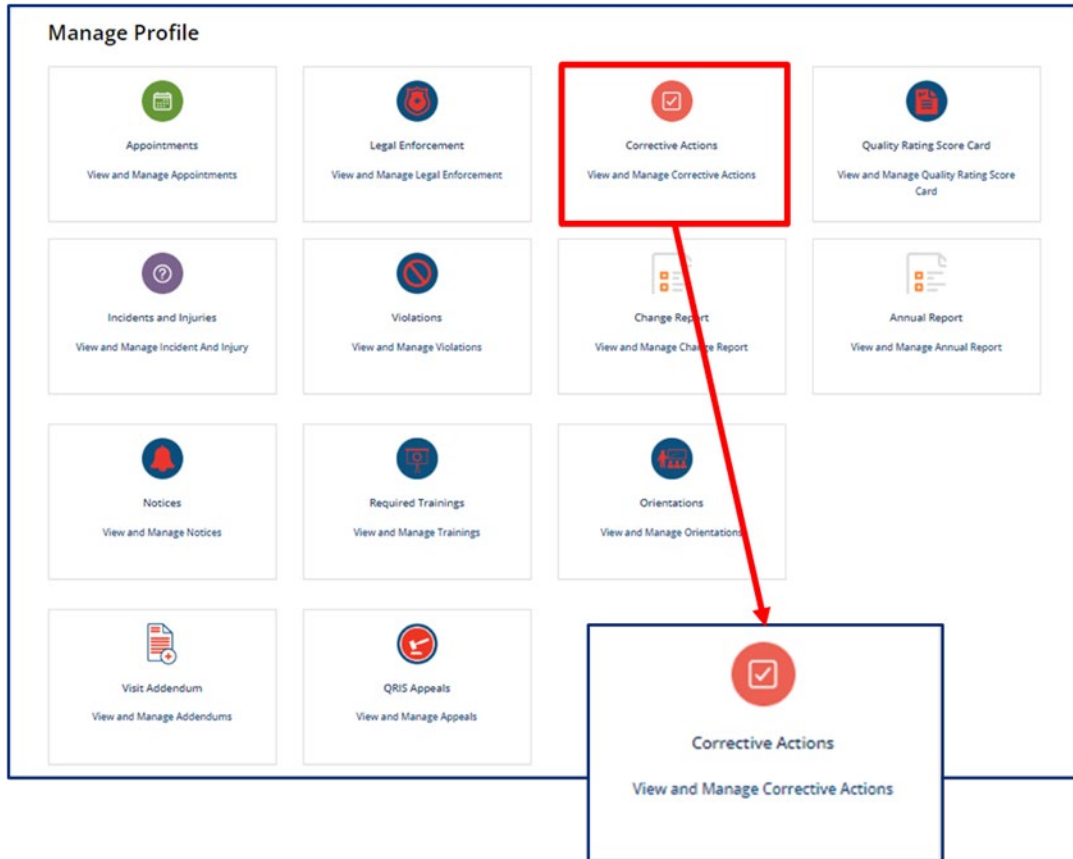 Manage Profile
Appointments
View and Manage Appointments
Legal Enforcement
View and Manage Legal Enforcement
Corrective Actions
View and Manage Corrective Actions
Quality Rating Score Card
View and Manage Quality Rating Score
Card
Incidents and Injuries
View and Manage Incident And Injury
Violations
View and Manage Violations
Change Report
View and Manage Change Report
Annual Report
View and Manage Annual Report
Notices
View and Manage Notices
Required Trainings
View and Manage Trainings
Orientations
View and Manage Orientations
Visit Addendum
View and Manage Addendums
QRIS Appeals
View and Manage Appeals
Corrective Actions
View and Manage Corrective Actions